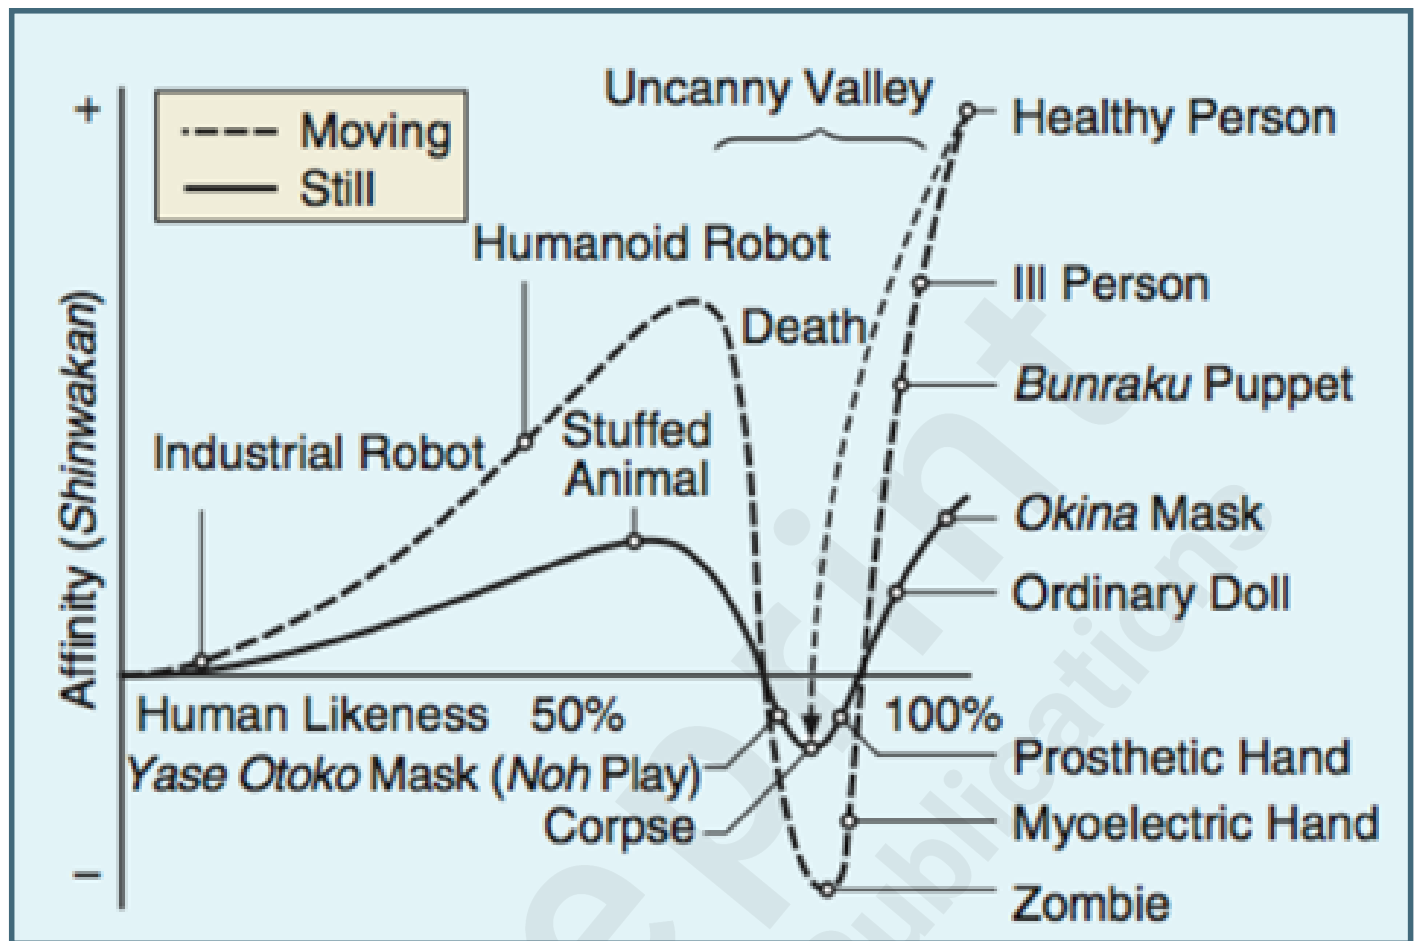 Uncanny Valley
+
Healthy Person
Moving
Still
Humanoid Robot
Ill Person
Death
Bunraku Puppet
Industrial Robot
Stuffed
Animal
Affinity (Shinwakan)
Okina Mask
Ordinary Doll
Human Likeness 50% 100%
Yase Otoko Mask (Noh Play)
Prosthetic Hand
Corpse
Myoelectric Hand
–
Zombie